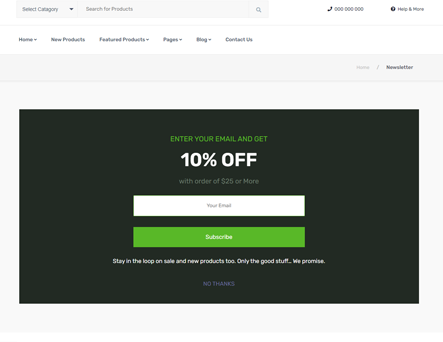 Select Catagory Search for Products 000 000 000 Help & More
Home New Products Featured Products Pages Blog Contact Us
Home / Newsletter
ENTER YOUR EMAIL AND GET
10% OFF
with order of $25 or More
Your Email
Subscribe
Stay in the loop on sale and new products too. Only the good stuff... We promise.
NO THANKS